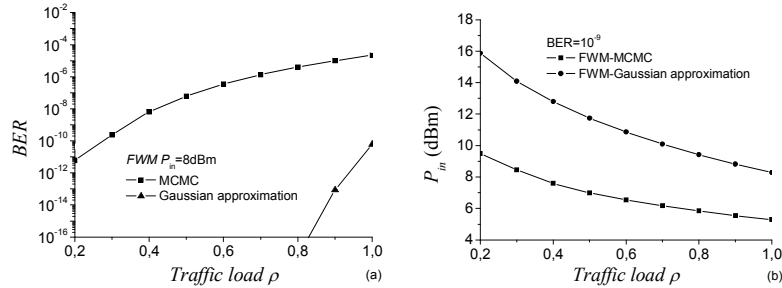 10⁰
10⁻²
10⁻⁴
10⁻⁶
10⁻⁸
10⁻¹⁰
10⁻¹²
10⁻¹⁴
10⁻¹⁶
BER
FWM P_in=8dBm
MCMC
Gaussian approximation
0,2 0,4 0,6 0,8 1,0
Traffic load ρ
(a)
18
16
14
12
10
8
6
4
P_in (dBm)
BER=10⁻⁹
FWM-MCMC
FWM-Gaussian approximation
0,2 0,4 0,6 0,8 1,0
Traffic load ρ
(b)